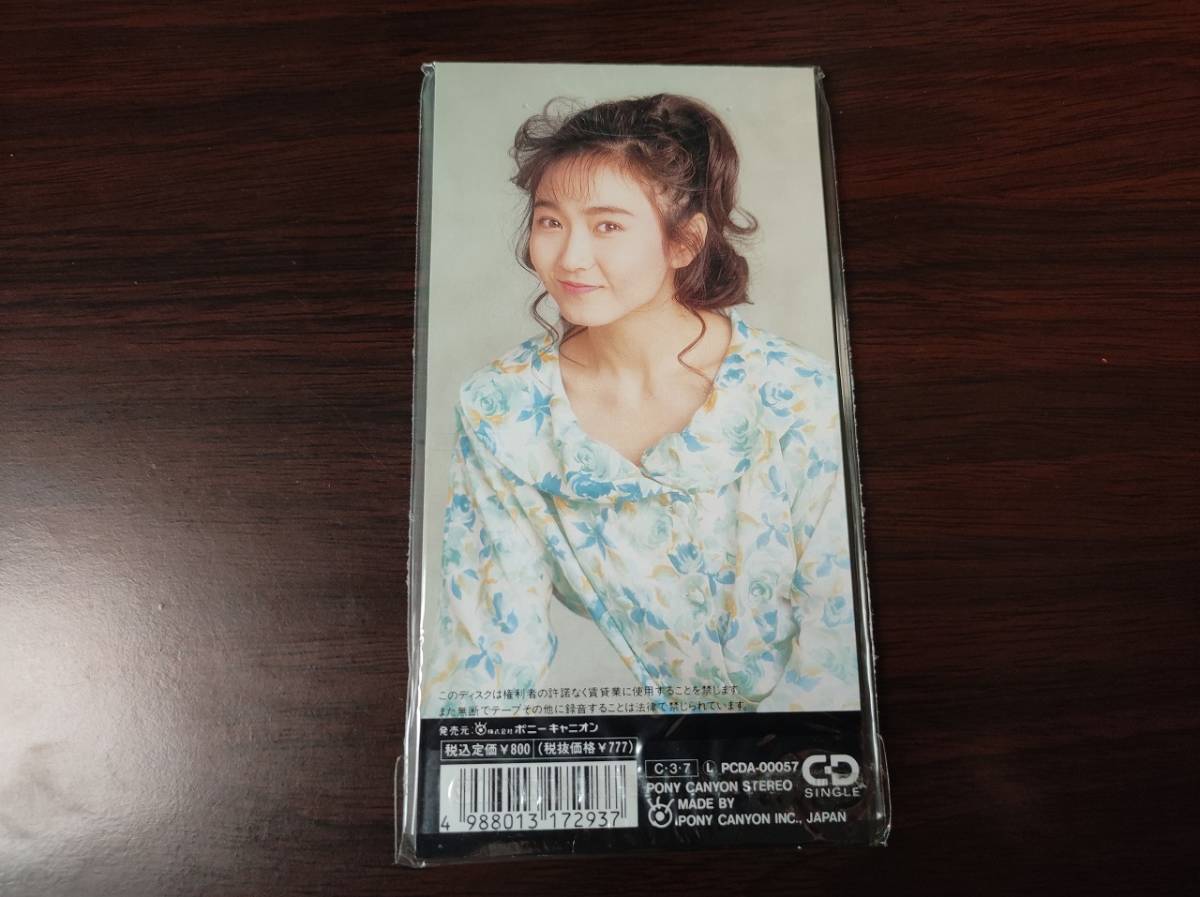 このディスクは権利者の許諾なく賃貸業に使用することを禁じます。
また無断でテープその他に録音することは法律で禁じられています。
発売元:株式会社 ポニーキャニオン
税込定価¥800 (税抜価格¥777)
4 988013 172937
C・3・7 Ⓛ PCDA-00057
PONY CANYON STEREO
MADE BY
PONY CANYON INC., JAPAN
CD
SINGLE